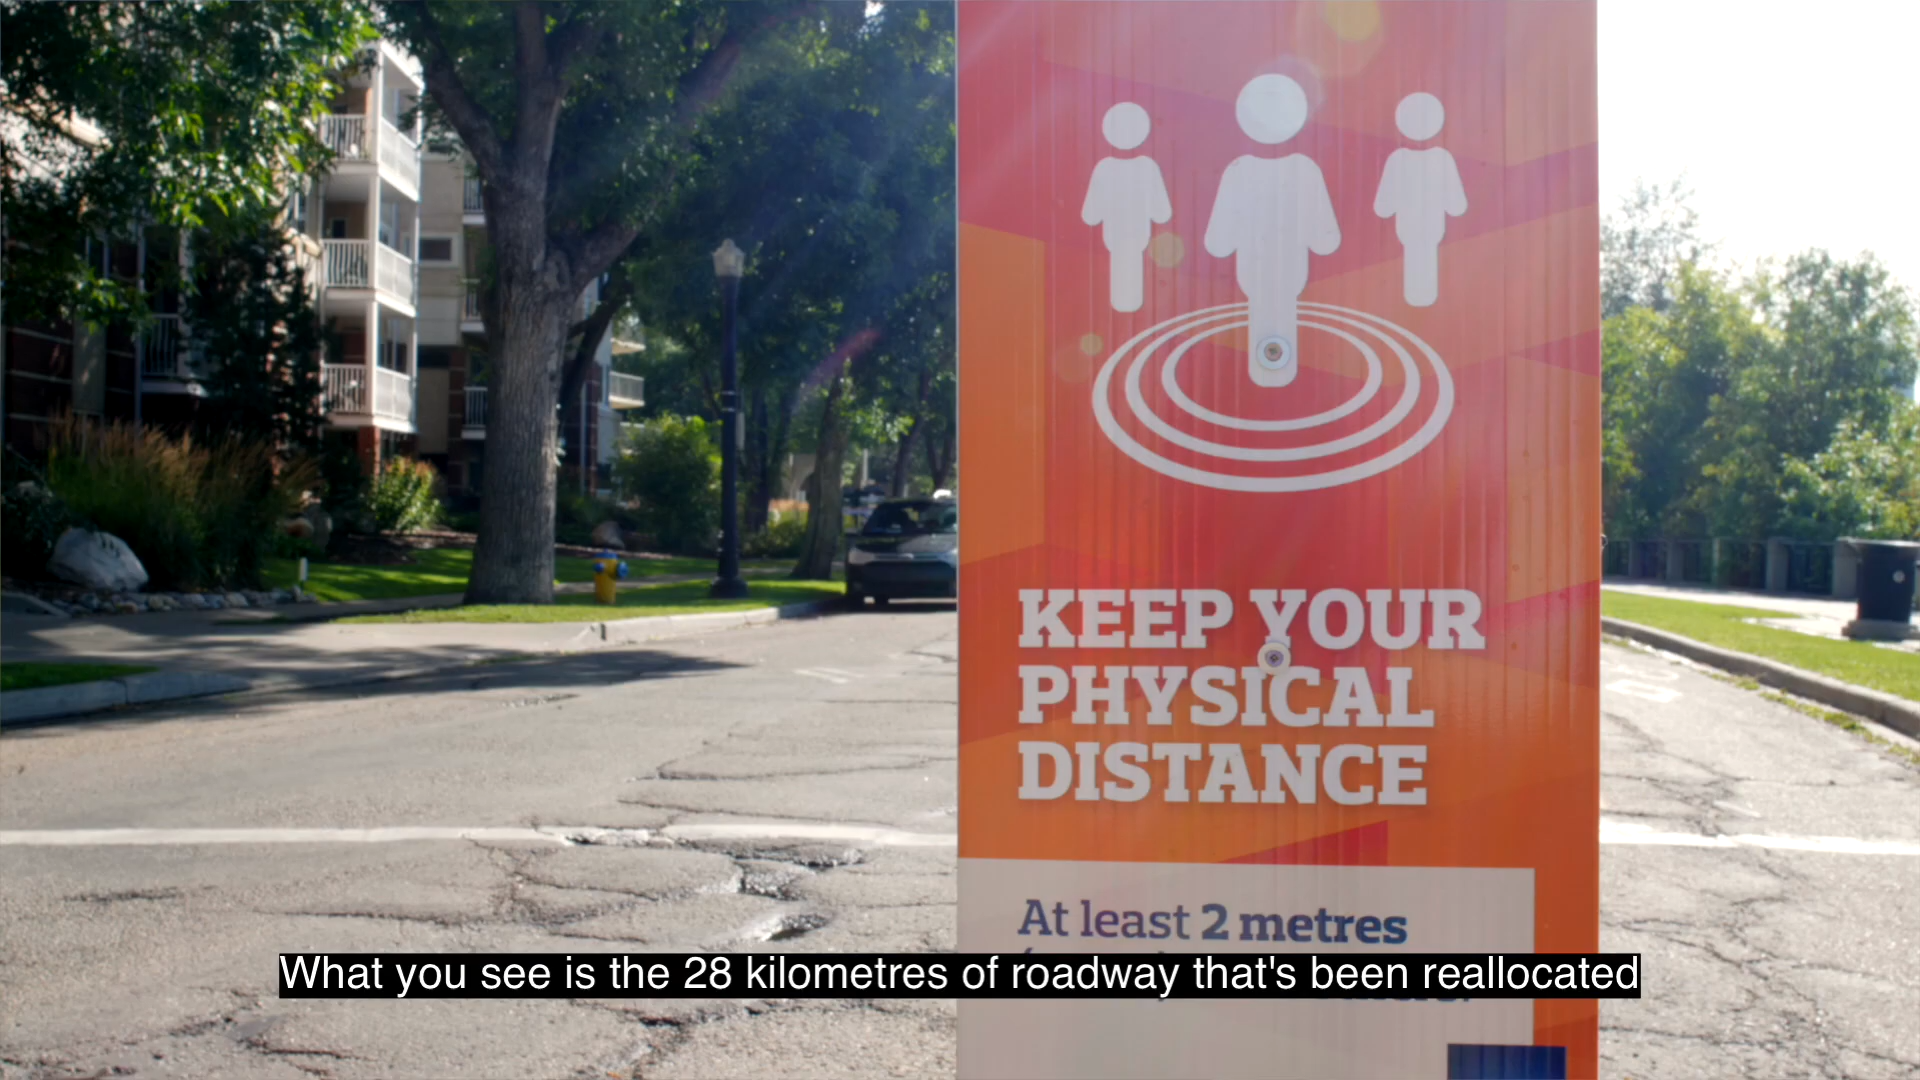 KEEP YOUR
PHYSICAL
DISTANCE
At least 2 metres
What you see is the 28 kilometres of roadway that's been reallocated